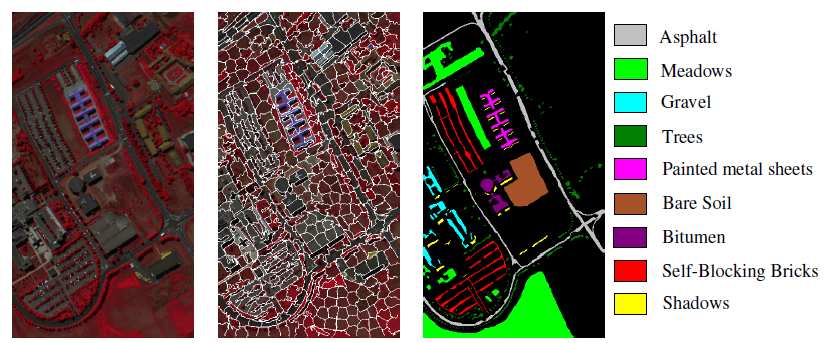 Asphalt
Meadows
Gravel
Trees
Painted metal sheets
Bare Soil
Bitumen
Self-Blocking Bricks
Shadows